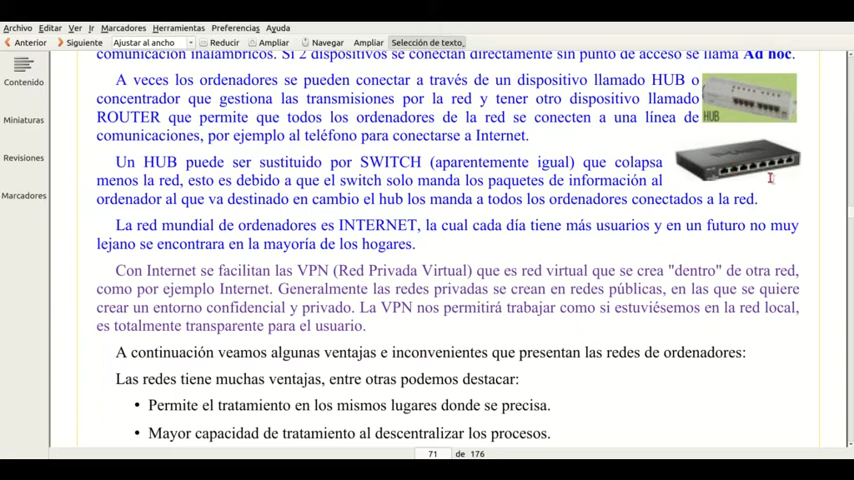 Archivo Editar Ver Ir Marcadores Herramientas Preferencias Ayuda
Anterior Siguiente Ajustar al ancho Reducir Ampliar Navegar Ampliar Selección de texto
Contenido
Miniaturas
Revisiones
Marcadores
comunicación inalámbricos. Si 2 dispositivos se conectan directamente sin punto de acceso se llama Ad hoc.
A veces los ordenadores se pueden conectar a través de un dispositivo llamado HUB o
concentrador que gestiona las transmisiones por la red y tener otro dispositivo llamado
ROUTER que permite que todos los ordenadores de la red se conecten a una línea de
comunicaciones, por ejemplo al teléfono para conectarse a Internet.
HUB
Un HUB puede ser sustituido por SWITCH (aparentemente igual) que colapsa
menos la red, esto es debido a que el switch solo manda los paquetes de información al
ordenador al que va destinado en cambio el hub los manda a todos los ordenadores conectados a la red.
La red mundial de ordenadores es INTERNET, la cual cada día tiene más usuarios y en un futuro no muy
lejano se encontrara en la mayoría de los hogares.
Con Internet se facilitan las VPN (Red Privada Virtual) que es red virtual que se crea "dentro" de otra red,
como por ejemplo Internet. Generalmente las redes privadas se crean en redes públicas, en las que se quiere
crear un entorno confidencial y privado. La VPN nos permitirá trabajar como si estuviésemos en la red local,
es totalmente transparente para el usuario.
A continuación veamos algunas ventajas e inconvenientes que presentan las redes de ordenadores:
Las redes tiene muchas ventajas, entre otras podemos destacar:
• Permite el tratamiento en los mismos lugares donde se precisa.
• Mayor capacidad de tratamiento al descentralizar los procesos.
71 de 176